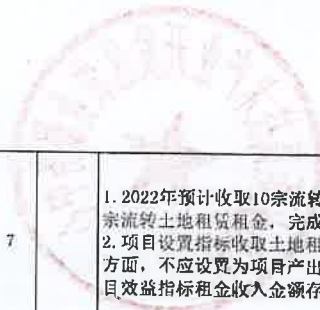 7
1. 2022年预计收取10宗流转
宗流转土地租赁租金，完成
2. 项目设置指标收取土地租
方面，不应设置为项目产出
目效益指标租金收入金额存